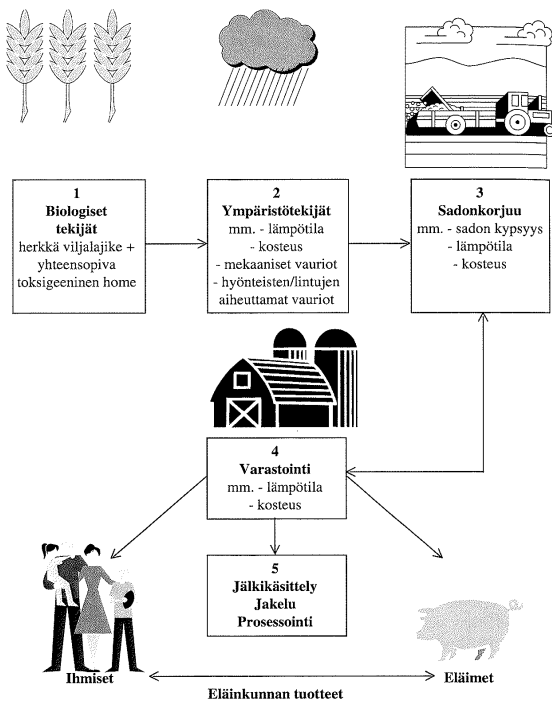 1
Biologiset
tekijät
herkkä viljalajike +
yhteensopiva
toksigeeninen home
2
Ympäristötekijät
mm. - lämpötila
- kosteus
- mekaaniset vauriot
- hyönteisten/lintujen
aiheuttamat vauriot
3
Sadonkorjuu
mm. - sadon kypsyys
- lämpötila
- kosteus
4
Varastointi
mm. - lämpötila
- kosteus
5
Jälkikäsittely
Jakelu
Prosessointi
Ihmiset
Eläimet
Eläinkunnan tuotteet